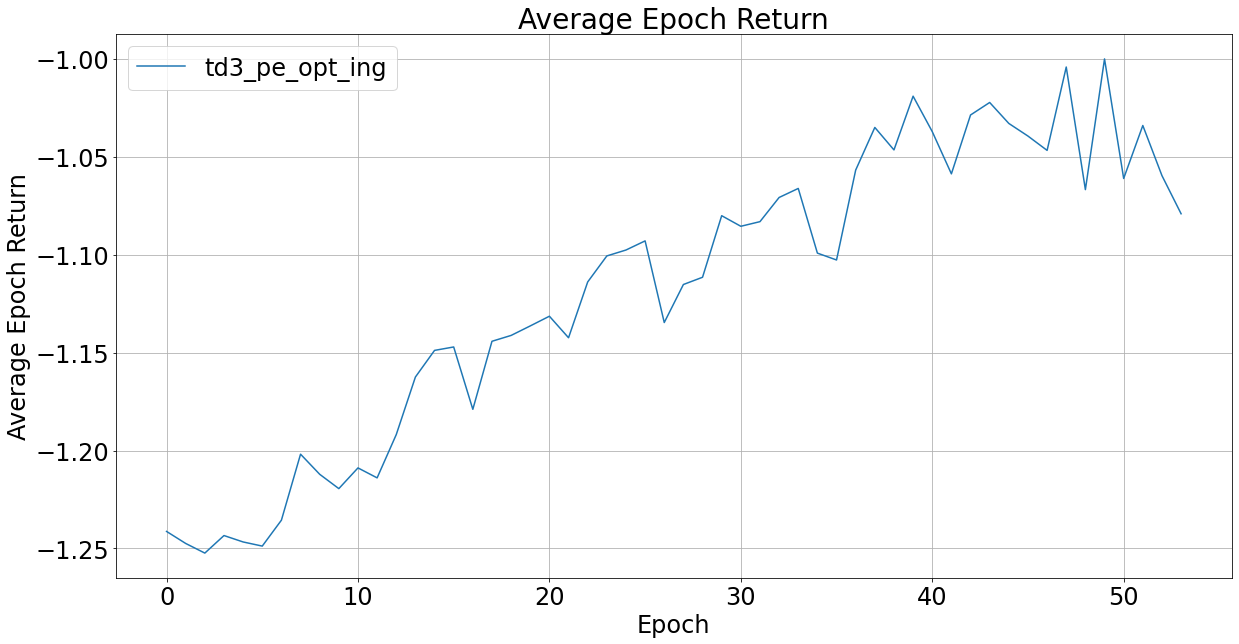 Average Epoch Return
td3_pe_opt_ing
−1.00
−1.05
−1.10
−1.15
−1.20
−1.25
Average Epoch Return
0 10 20 30 40 50
Epoch